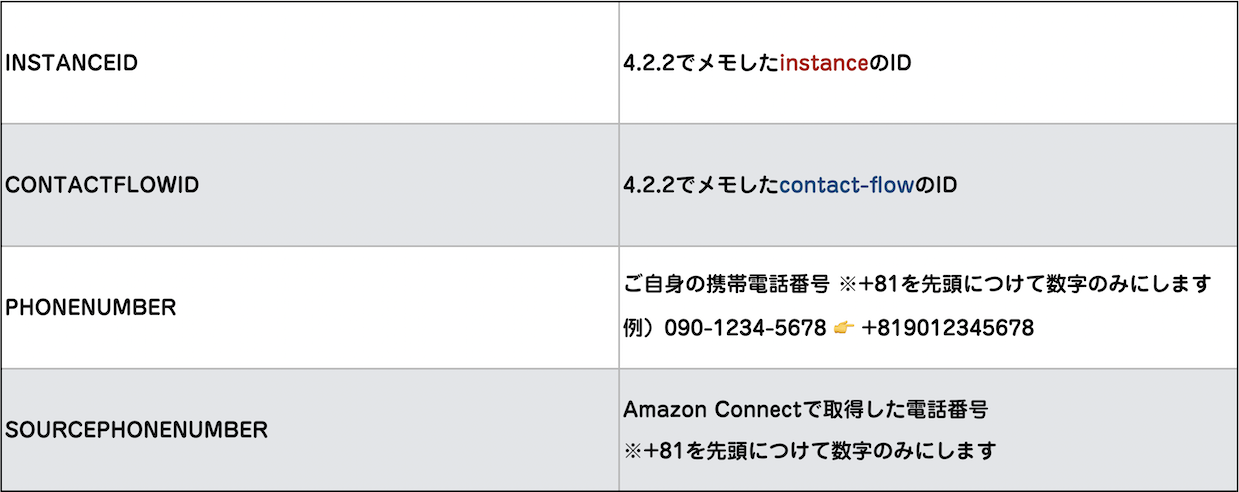 INSTANCEID
4.2.2でメモしたinstanceのID
CONTACTFLOWID
4.2.2でメモしたcontact-flowのID
PHONENUMBER
ご自身の携帯電話番号 ※+81を先頭につけて数字のみにします
例）090-1234-5678 👉 +819012345678
SOURCEPHONENUMBER
Amazon Connectで取得した電話番号
※+81を先頭につけて数字のみにします